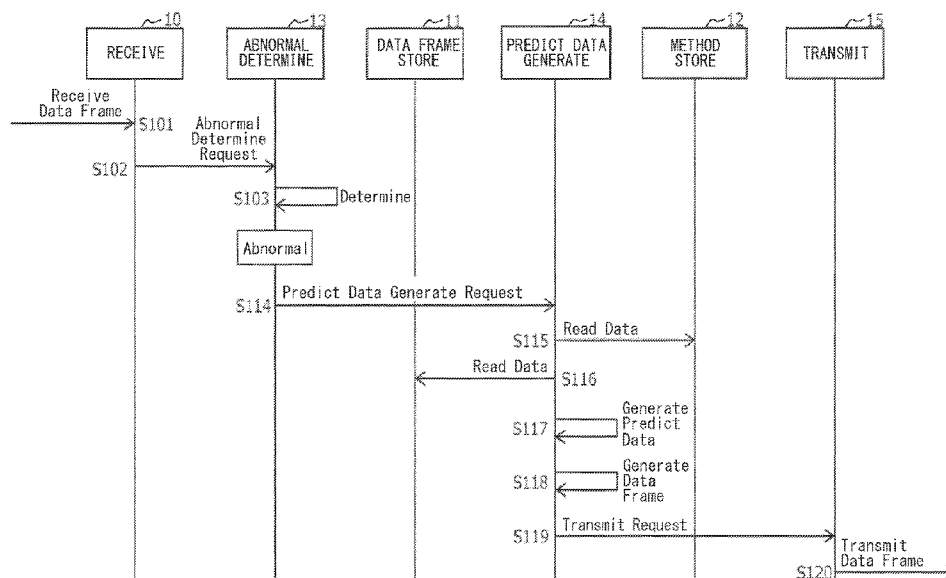 10
13
11
14
12
15
RECEIVE
ABNORMAL
DETERMINE
DATA FRAME
STORE
PREDICT DATA
GENERATE
METHOD
STORE
TRANSMIT
Receive
Data Frame
S101
Abnormal
Determine
Request
S102
S103
Determine
Abnormal
S114
Predict Data Generate Request
S115
Read Data
Read Data
S116
S117
Generate
Predict
Data
S118
Generate
Data
Frame
S119
Transmit Request
Transmit
Data Frame
S120